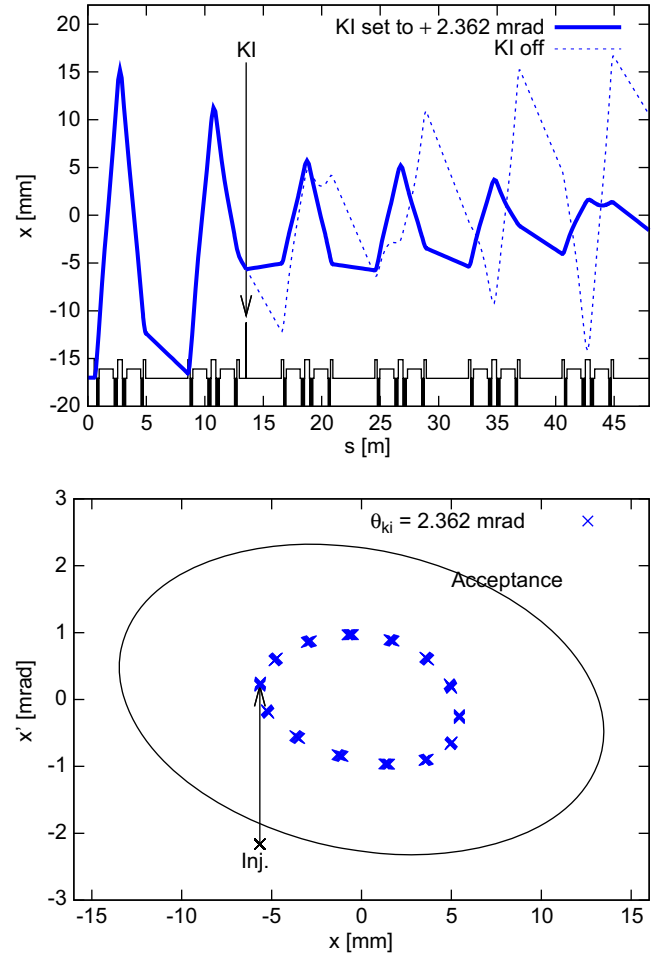 KI set to + 2.362 mrad
KI off
KI
20
15
10
5
0
-5
-10
-15
-20
x [mm]
0 5 10 15 20 25 30 35 40 45
s [m]
3
2
1
0
-1
-2
-3
x' [mrad]
θki = 2.362 mrad
Acceptance
Inj.
-15 -10 -5 0 5 10 15
x [mm]